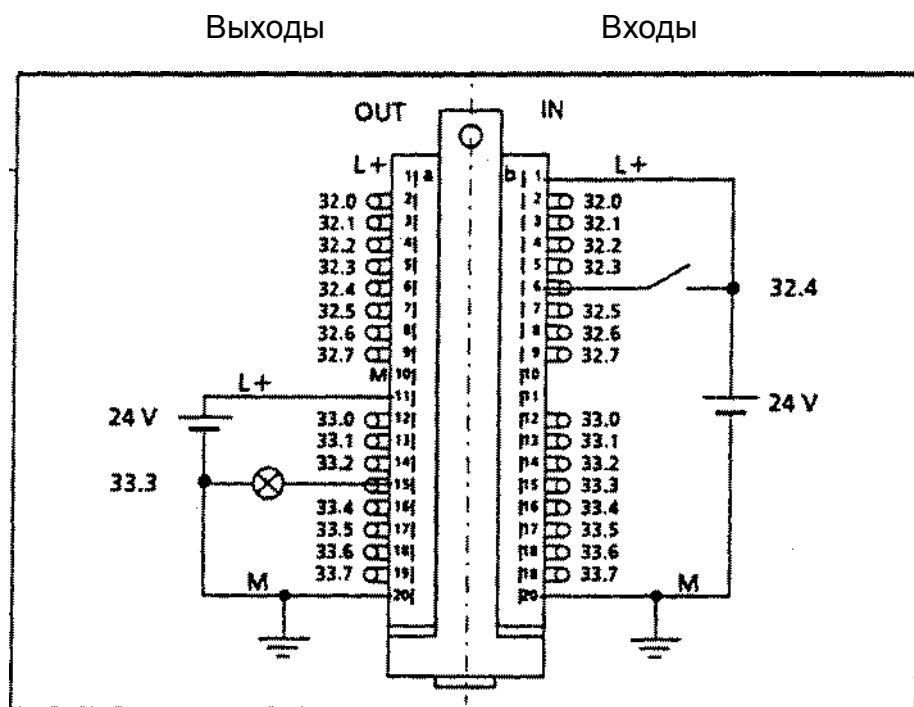 Выходы Входы
OUT IN
L+ 1 a b 1 L+
32.0 2 2 32.0
32.1 3 3 32.1
32.2 4 4 32.2
32.3 5 5 32.3
32.4 6 6 32.4
32.5 7 7 32.5
32.6 8 8 32.6
32.7 9 9 32.7
M 10 10
L+ 11 11
24 V 24 V
33.0 12 12 33.0
33.1 13 13 33.1
33.2 14 14 33.2
33.3 15 15 33.3
33.4 16 16 33.4
33.5 17 17 33.5
33.6 18 18 33.6
33.7 19 18 33.7
M 20 20 M